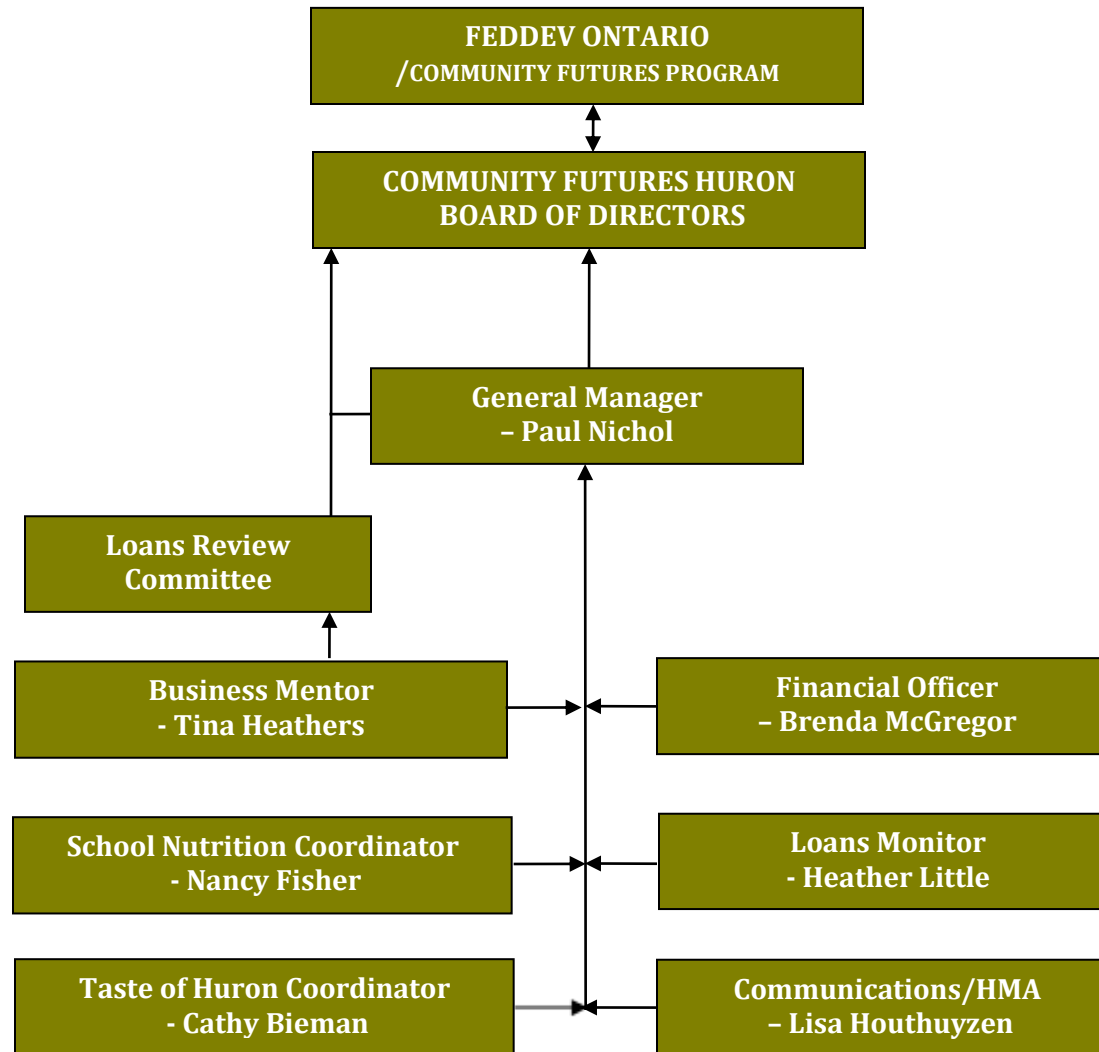 FEDDEV ONTARIO
/COMMUNITY FUTURES PROGRAM
COMMUNITY FUTURES HURON
BOARD OF DIRECTORS
General Manager
– Paul Nichol
Loans Review
Committee
Business Mentor
- Tina Heathers
Financial Officer
– Brenda McGregor
School Nutrition Coordinator
- Nancy Fisher
Loans Monitor
- Heather Little
Taste of Huron Coordinator
- Cathy Bieman
Communications/HMA
– Lisa Houthuyzen